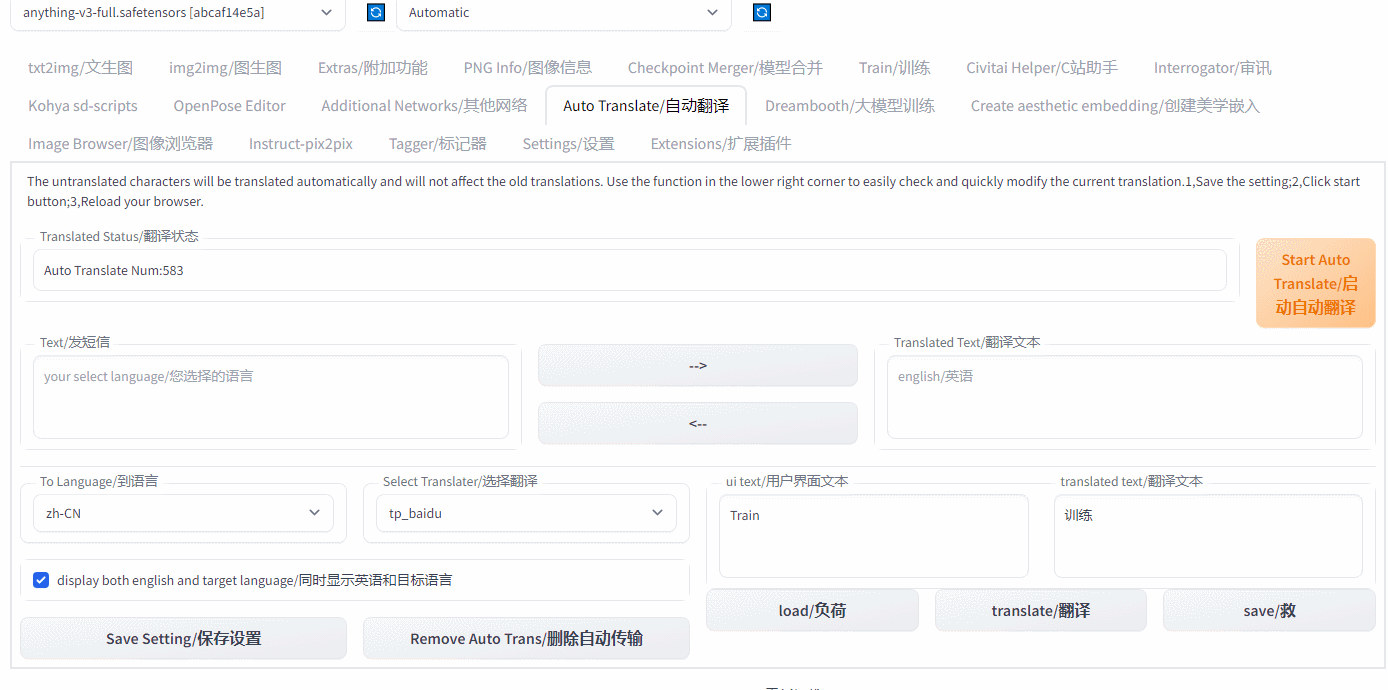 anything-v3-full.safetensors [abcaf14e5a]
Automatic
txt2img/文生图
img2img/图生图
Extras/附加功能
PNG Info/图像信息
Checkpoint Merger/模型合并
Train/训练
Civitai Helper/C站助手
Interrogator/审讯
Kohya sd-scripts
OpenPose Editor
Additional Networks/其他网络
Auto Translate/自动翻译
Dreambooth/大模型训练
Create aesthetic embedding/创建美学嵌入
Image Browser/图像浏览器
Instruct-pix2pix
Tagger/标记器
Settings/设置
Extensions/扩展插件
The untranslated characters will be translated automatically and will not affect the old translations. Use the function in the lower right corner to easily check and quickly modify the current translation.1,Save the setting;2,Click start
button;3,Reload your browser.
Translated Status/翻译状态
Auto Translate Num:583
Start Auto
Translate/启
动自动翻译
Text/发短信
your select language/您选择的语言
-->
<--
Translated Text/翻译文本
english/英语
To Language/到语言
zh-CN
Select Translater/选择翻译
tp_baidu
ui text/用户界面文本
Train
translated text/翻译文本
训练
display both english and target language/同时显示英语和目标语言
load/负荷
translate/翻译
save/救
Save Setting/保存设置
Remove Auto Trans/删除自动传输